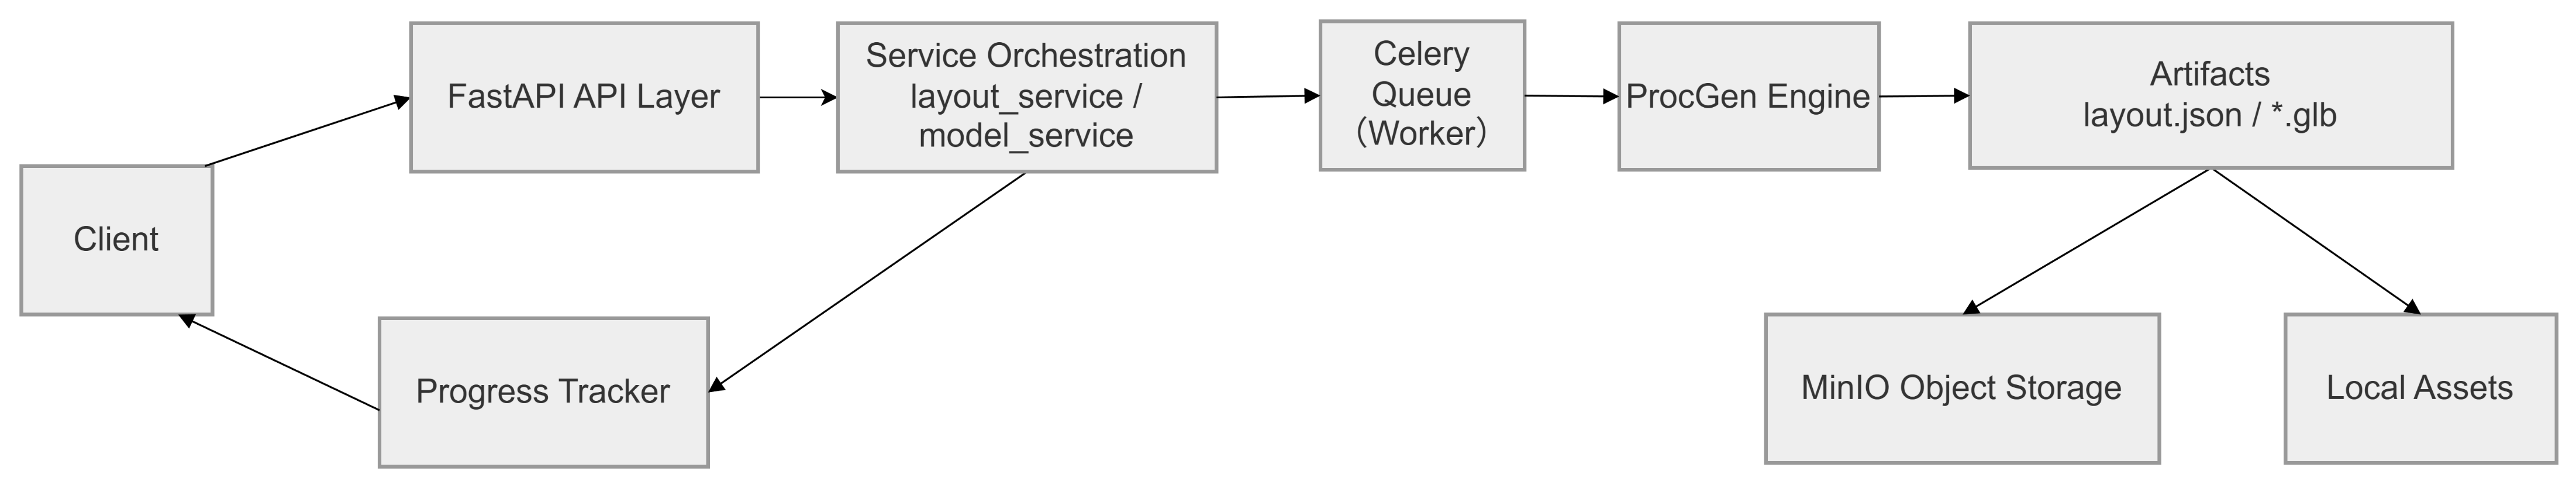 FastAPI API Layer
Service Orchestration
layout_service /
model_service
Celery
Queue
（Worker）
ProcGen Engine
Artifacts
layout.json / *.glb
Client
Progress Tracker
MinIO Object Storage
Local Assets